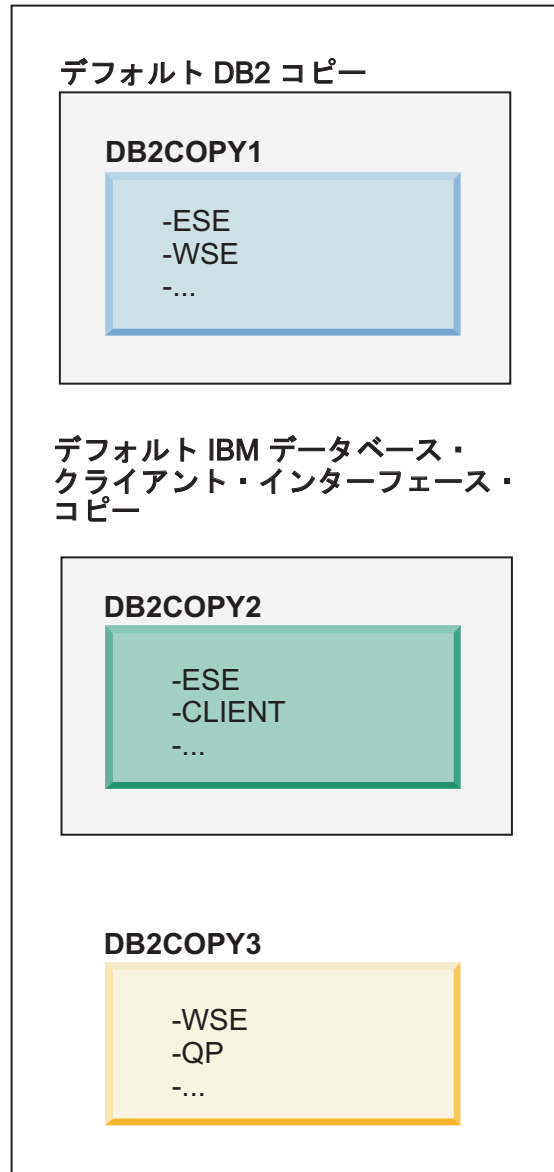 デフォルト DB2 コピー
DB2COPY1
-ESE
-WSE
-...
デフォルト IBM データベース・
クライアント・インターフェース・
コピー
DB2COPY2
-ESE
-CLIENT
-...
DB2COPY3
-WSE
-QP
-...